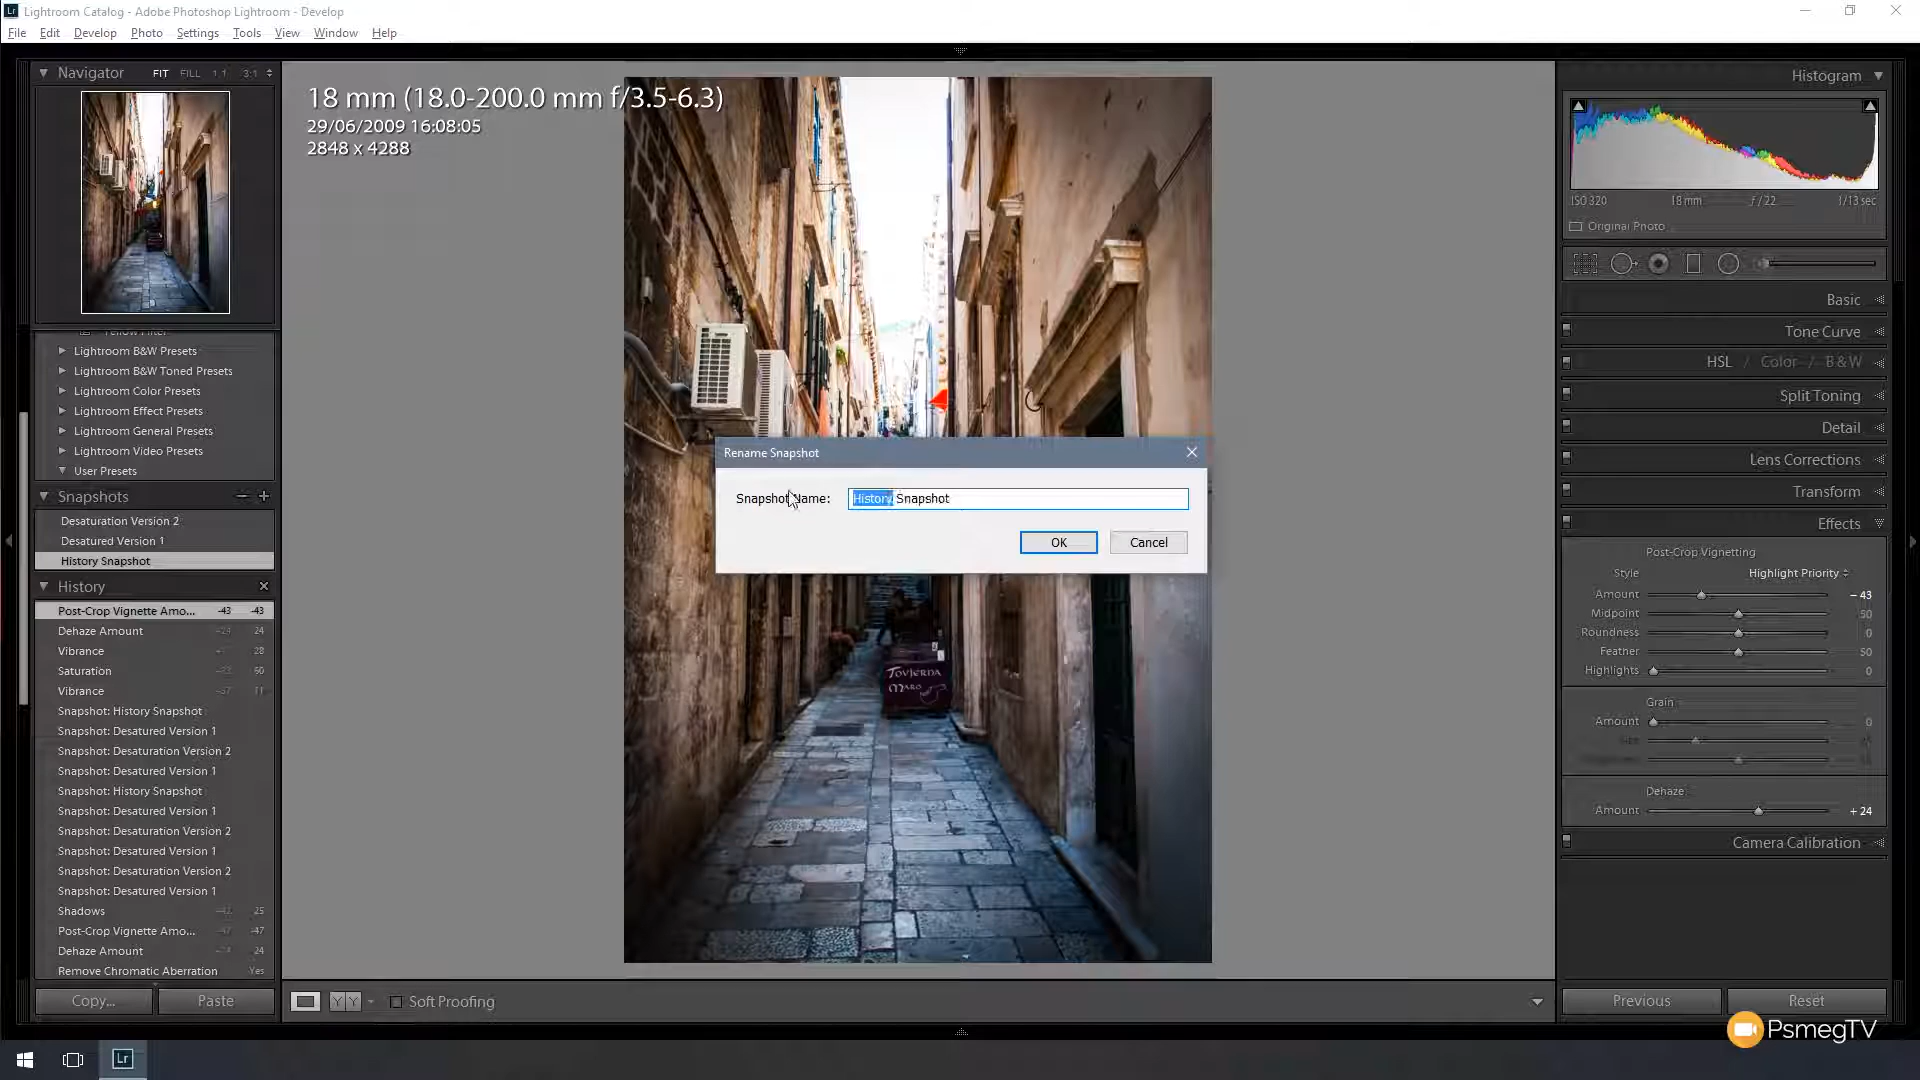 Lightroom Catalog - Adobe Photoshop Lightroom - Develop
File Edit Develop Photo Settings Tools View Window Help
Navigator FIT FILL 1:1 3:1
18 mm (18.0-200.0 mm f/3.5-6.3)
29/06/2009 16:08:05
2848 x 4288
Yellow Filter
Lightroom B&W Presets
Lightroom B&W Toned Presets
Lightroom Color Presets
Lightroom Effect Presets
Lightroom General Presets
Lightroom Video Presets
User Presets
Snapshots
Desaturation Version 2
Desatured Version 1
History Snapshot
History
Post-Crop Vignette Amo... -43 -43
Dehaze Amount +24 24
Vibrance 28
Saturation 60
Vibrance 11
Snapshot: History Snapshot
Snapshot: Desatured Version 1
Snapshot: Desaturation Version 2
Snapshot: Desatured Version 1
Snapshot: History Snapshot
Snapshot: Desatured Version 1
Snapshot: Desaturation Version 2
Snapshot: Desatured Version 1
Snapshot: Desaturation Version 2
Snapshot: Desatured Version 1
Shadows 25
Post-Crop Vignette Amo... -47 -47
Dehaze Amount 24
Remove Chromatic Aberration Yes
Copy... Paste
Rename Snapshot
Snapshot Name: History Snapshot
OK Cancel
TOVJERNA
MARO
YY Soft Proofing
Histogram
ISO 320 18 mm f/22 1/13 sec
Original Photo
Basic
Tone Curve
HSL / Color / B&W
Split Toning
Detail
Lens Corrections
Transform
Effects
Post-Crop Vignetting
Style Highlight Priority
Amount – 43
Midpoint 50
Roundness 0
Feather 50
Highlights 0
Grain
Amount 0
Dehaze
Amount + 24
Camera Calibration
Previous Reset
PsmegTV
Lr